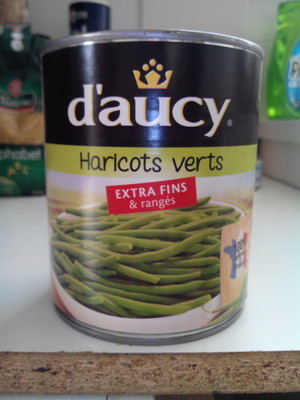 d'aucy®
Haricots verts
EXTRA FINS
& rangés